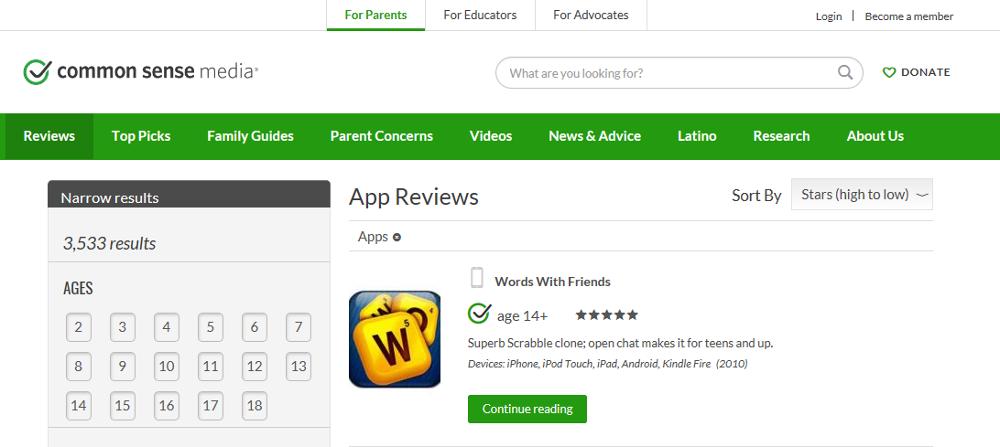 For Parents For Educators For Advocates Login Become a member
common sense media®
What are you looking for?
DONATE
Reviews Top Picks Family Guides Parent Concerns Videos News & Advice Latino Research About Us
Narrow results
3,533 results
AGES
2 3 4 5 6 7
8 9 10 11 12 13
14 15 16 17 18
App Reviews
Sort By Stars (high to low)
Apps
W O 4
W 5
Words With Friends
age 14+
Superb Scrabble clone; open chat makes it for teens and up.
Devices: iPhone, iPod Touch, iPad, Android, Kindle Fire (2010)
Continue reading